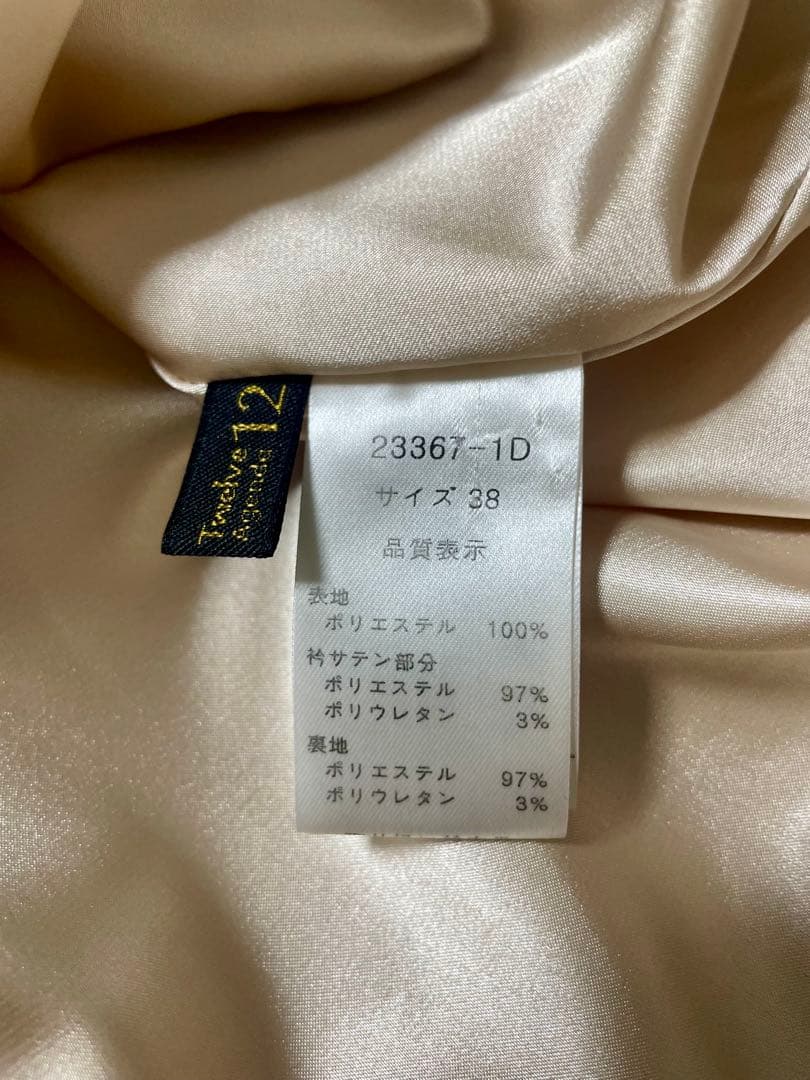 12
Twelve
Agenda
23367-1D
サイズ 38
品質表示
表地
ポリエステル 100%
衿サテン部分
ポリエステル 97%
ポリウレタン 3%
裏地
ポリエステル 97%
ポリウレタン 3%